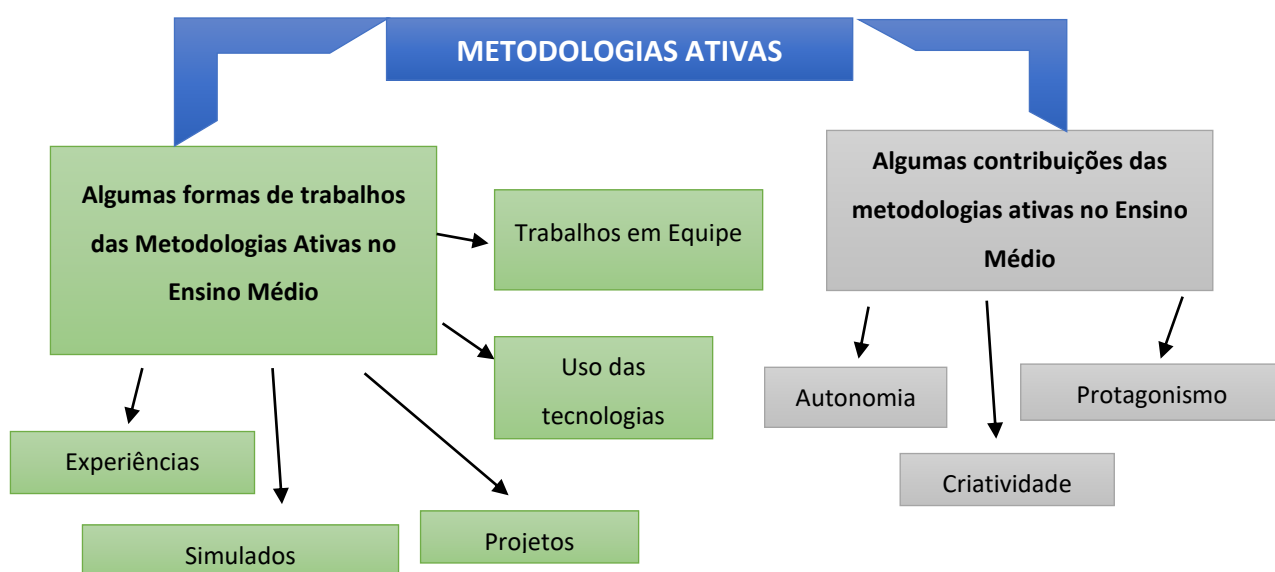 METODOLOGIAS ATIVAS
Algumas formas de trabalhos
das Metodologias Ativas no
Ensino Médio
Trabalhos em Equipe
Uso das
tecnologias
Experiências
Simulados
Projetos
Algumas contribuições das
metodologias ativas no Ensino
Médio
Autonomia
Criatividade
Protagonismo